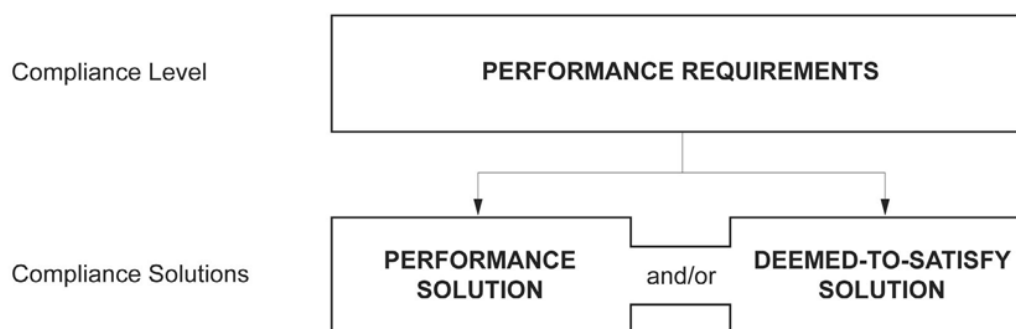 Compliance Level
PERFORMANCE REQUIREMENTS
Compliance Solutions
PERFORMANCE
SOLUTION
and/or
DEEMED-TO-SATISFY
SOLUTION